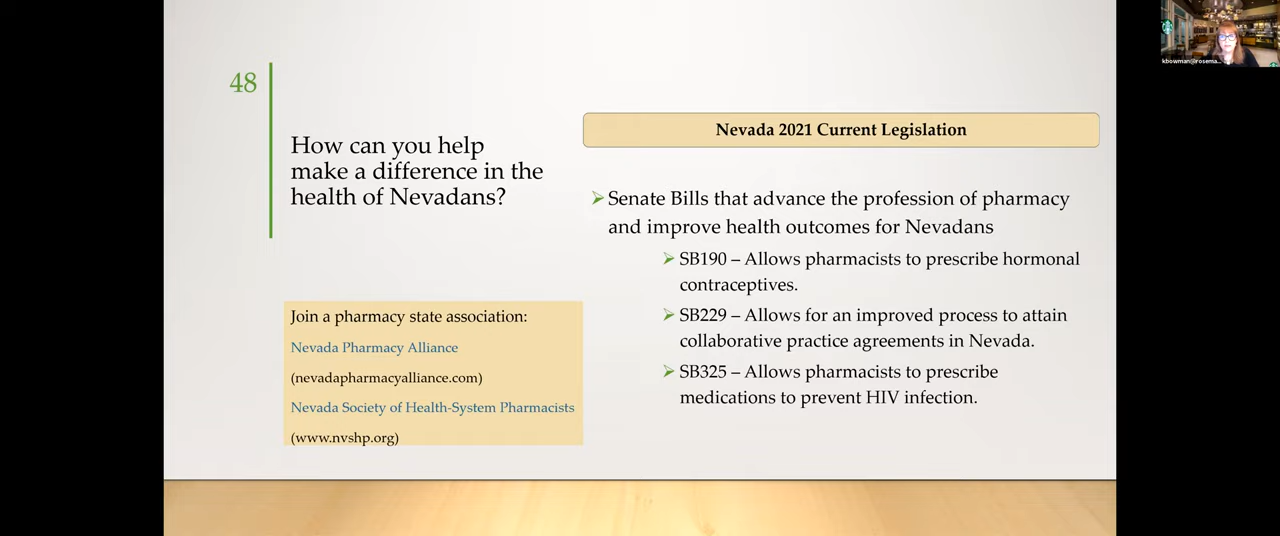 48
How can you help
make a difference in the
health of Nevadans?
Join a pharmacy state association:
Nevada Pharmacy Alliance
(nevadapharmacyalliance.com)
Nevada Society of Health-System Pharmacists
(www.nvshp.org)
Nevada 2021 Current Legislation
Senate Bills that advance the profession of pharmacy
and improve health outcomes for Nevadans
SB190 – Allows pharmacists to prescribe hormonal
contraceptives.
SB229 – Allows for an improved process to attain
collaborative practice agreements in Nevada.
SB325 – Allows pharmacists to prescribe
medications to prevent HIV infection.
kbowman@rosema...